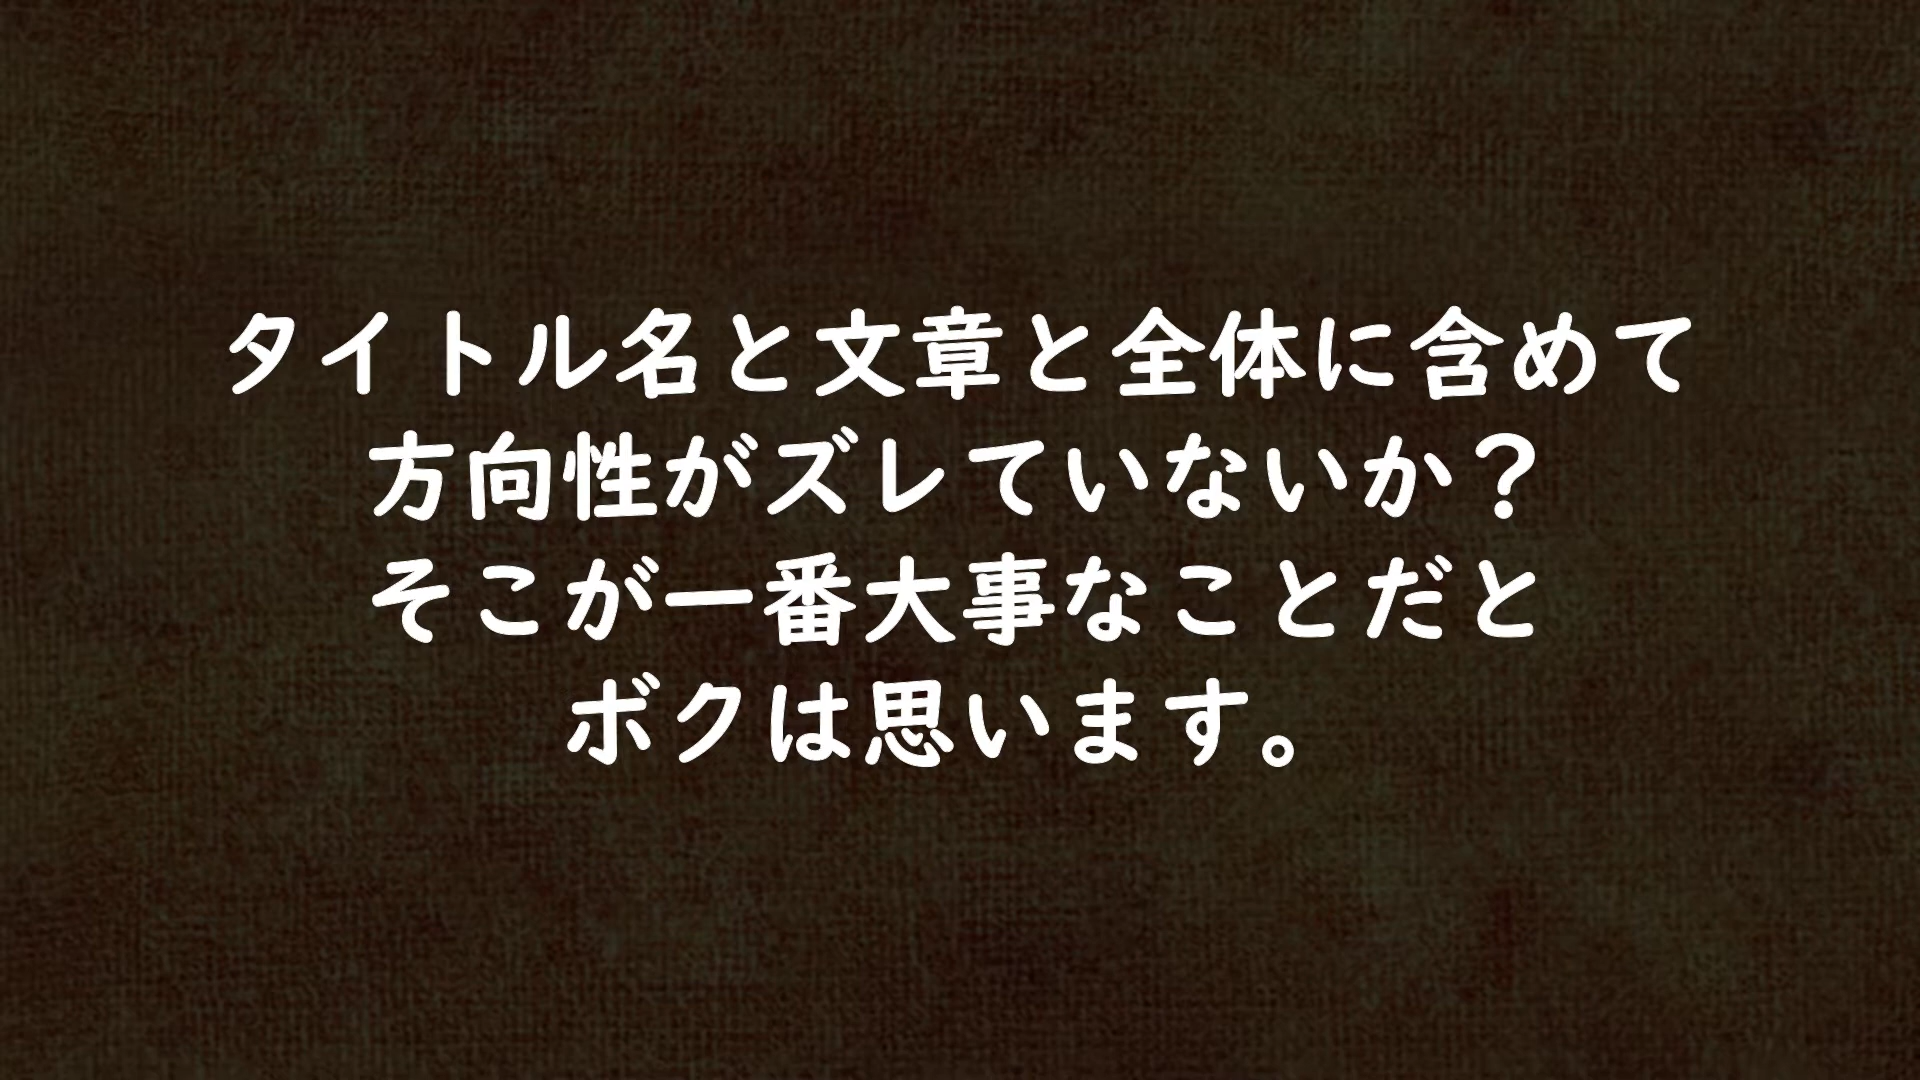 タイトル名と文章と全体に含めて
方向性がズレていないか？
そこが一番大事なことだと
ボクは思います。